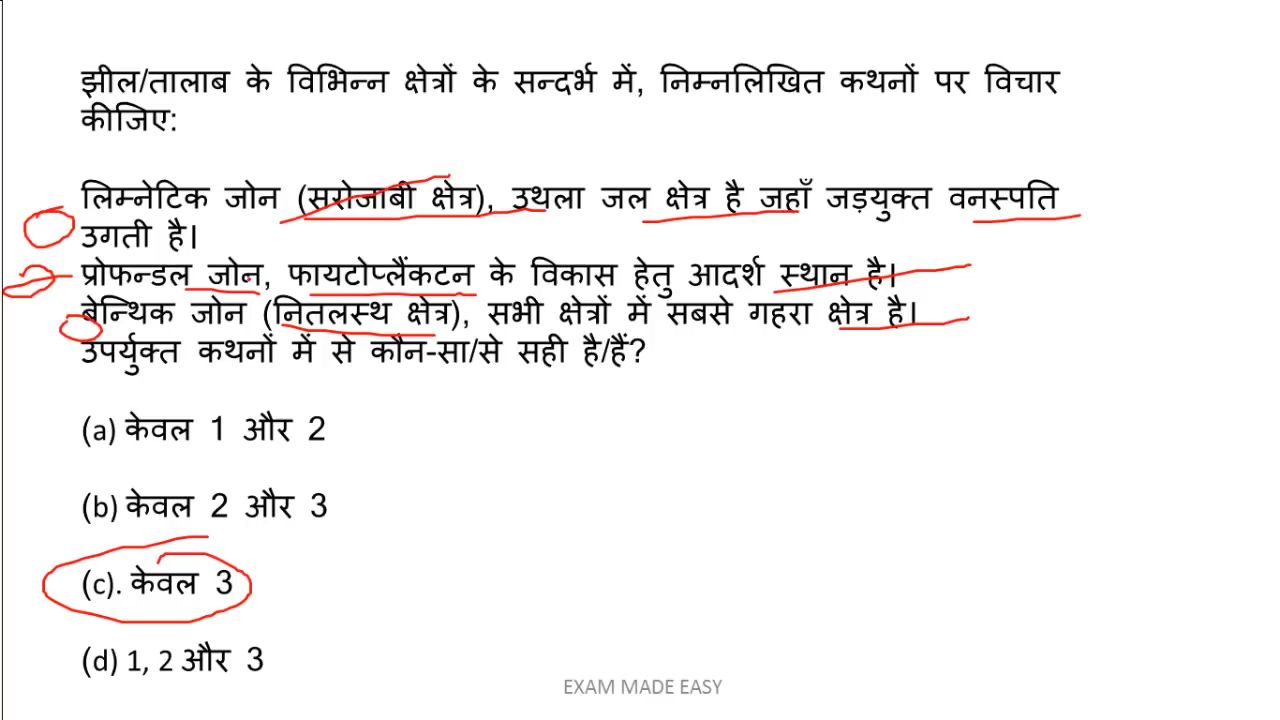 झील/तालाब के विभिन्न क्षेत्रों के सन्दर्भ में, निम्नलिखित कथनों पर विचार
कीजिए:
लिम्नेटिक जोन (सरोजाबी क्षेत्र), उथला जल क्षेत्र है जहाँ जड़युक्त वनस्पति
उगती है।
प्रोफन्डल जोन, फायटोप्लैंकटन के विकास हेतु आदर्श स्थान है।
बेन्थिक जोन (नितलस्थ क्षेत्र), सभी क्षेत्रों में सबसे गहरा क्षेत्र है।
उपर्युक्त कथनों में से कौन-सा/से सही है/हैं?
(a) केवल 1 और 2
(b) केवल 2 और 3
(c). केवल 3
(d) 1, 2 और 3
EXAM MADE EASY